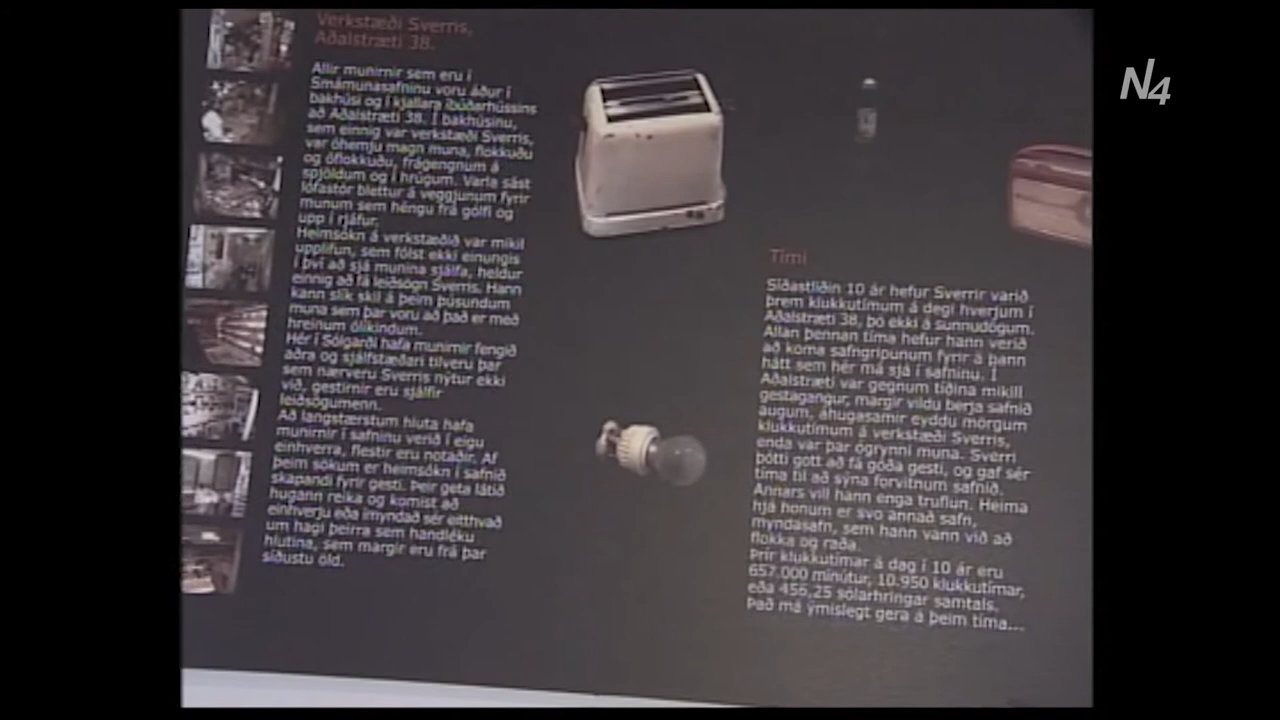 Verkstæði Sverris,
Aðalstræti 38.
Allir munirnir sem eru í
Smámunasafninu voru áður í
bakhúsi og í kjallara íbúðarhússins
að Aðalstræti 38. Í bakhúsinu,
sem einnig var verkstæði Sverris,
var óhemju magn muna, flokkuðu
og óflokkuðu, frágengnum á
spjöldum og í hrúgum. Varla sást
lófastór blettur á veggjunum fyrir
munum sem héngu frá gólfi og
upp í rjáfur.
Heimsókn á verkstæðið var mikil
upplifun, sem fólst ekki einungis
í því að sjá munina sjálfa, heldur
einnig að fá leiðsögn Sverris. Hann
kann slík skil á þeim þúsundum
muna sem þar voru að það er með
hreinum ólíkindum.
Hér í Sólgarði hafa munirnir fengið
aðra og sjálfstæðari tilveru þar
sem nærveru Sverris nýtur ekki
við, gestirnir eru sjálfir
leiðsögumenn.
Að langstærstum hluta hafa
munirnir í safninu verið í eigu
einhverra, flestir eru notaðir. Af
þeim sökum er heimsókn í safnið
skapandi fyrir gesti. Þeir geta látið
hugann reika og komist að
einhverju eða ímyndað sér eitthvað
um hagi þeirra sem handléku
hlutina, sem margir eru frá þar
síðustu öld.
Tími
Síðastliðin 10 ár hefur Sverrir varið
þrem klukkutímum á degi hverjum í
Aðalstræti 38, þó ekki á sunnudögum.
Allan þennan tíma hefur hann verið
að koma safngripunum fyrir á þann
hátt sem hér má sjá í safninu. Í
Aðalstræti var gegnum tíðina mikill
gestagangur, margir vildu berja safnið
augum, áhugasamir eyddu mörgum
klukkutímum á verkstæði Sverris,
enda var þar ógrynni muna. Sverri
þótti gott að fá góða gesti, og gaf sér
tíma til að sýna forvitnum safnið.
Annars vill hann enga truflun. Heima
hjá honum er svo annað safn,
myndasafn, sem hann vann við að
flokka og raða.
Þrír klukkutímar á dag í 10 ár eru
657.000 mínútur, 10.950 klukkutímar,
eða 456,25 sólarhringar samtals.
Það má ýmislegt gera á þeim tíma...
N4